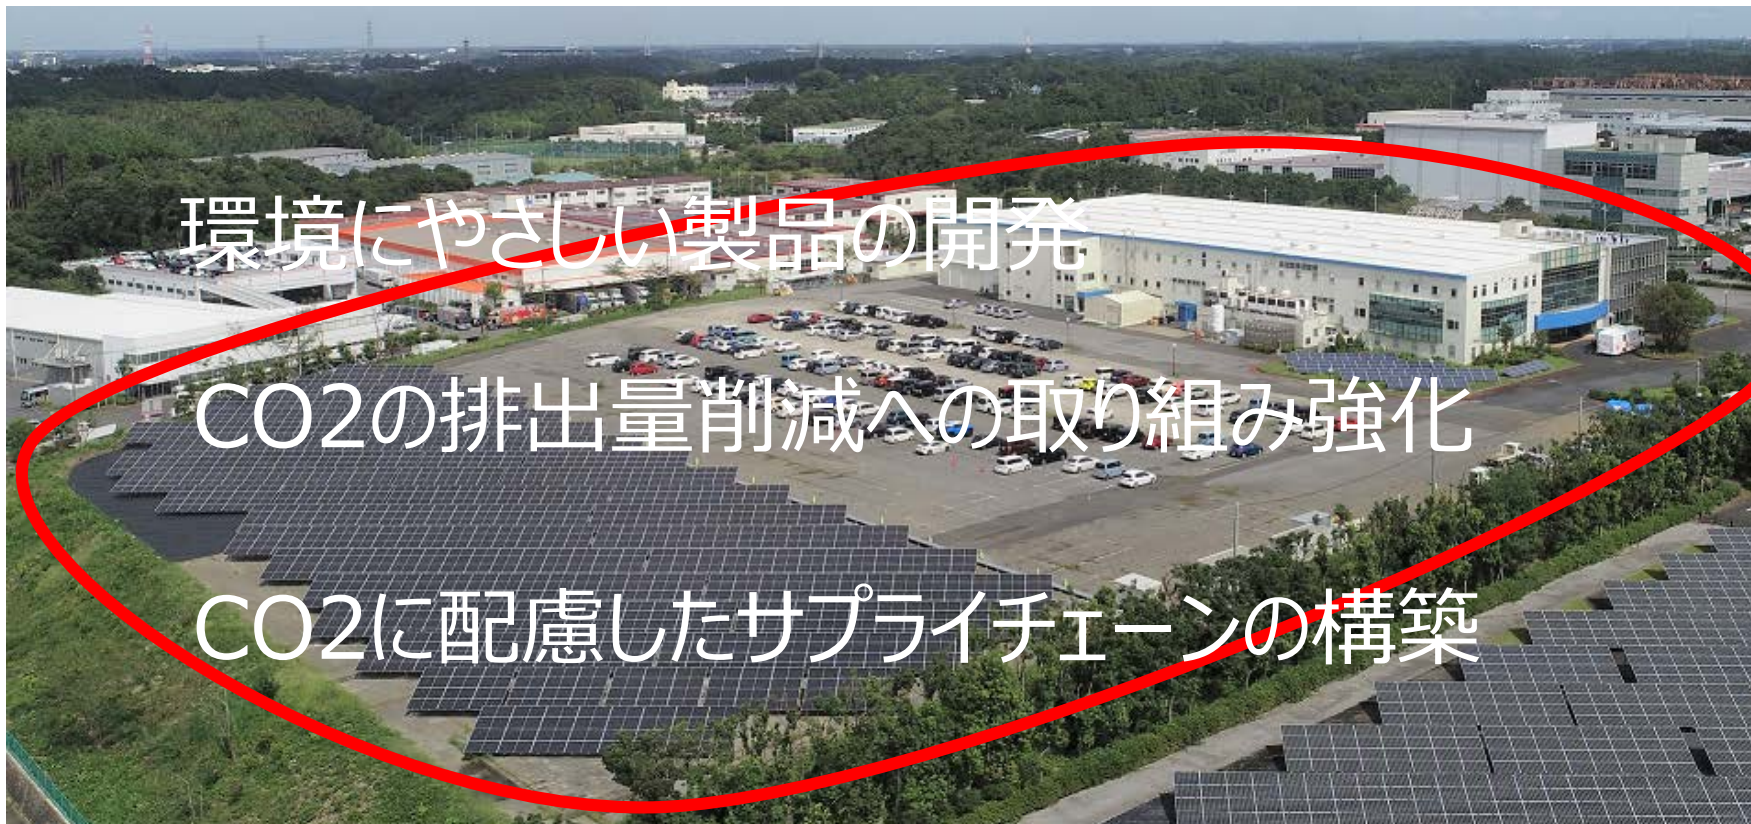 環境にやさしい製品の開発
CO2の排出量削減への取り組み強化
CO2に配慮したサプライチェーンの構築